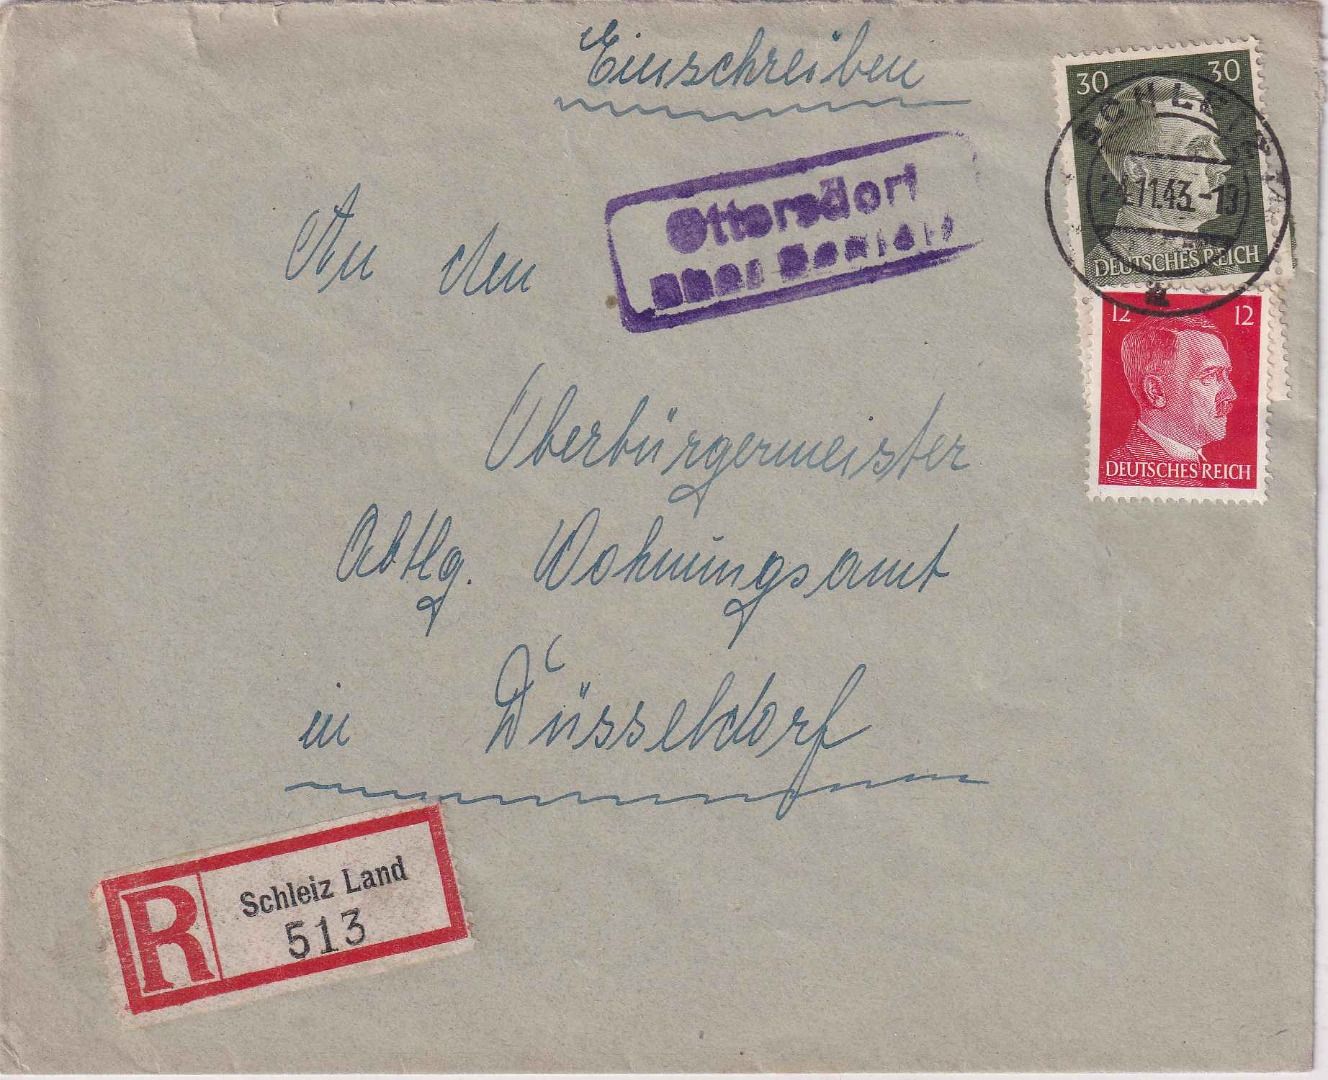 Einschreiben
30 30
DEUTSCHES REICH
SCHLEIZ
.11.43.-13
a
Ottersdorf
über Schleiz
12 12
DEUTSCHES REICH
An den
Oberbürgermeister
Abtlg. Wohnungsamt
in Düsseldorf
R
Schleiz Land
513